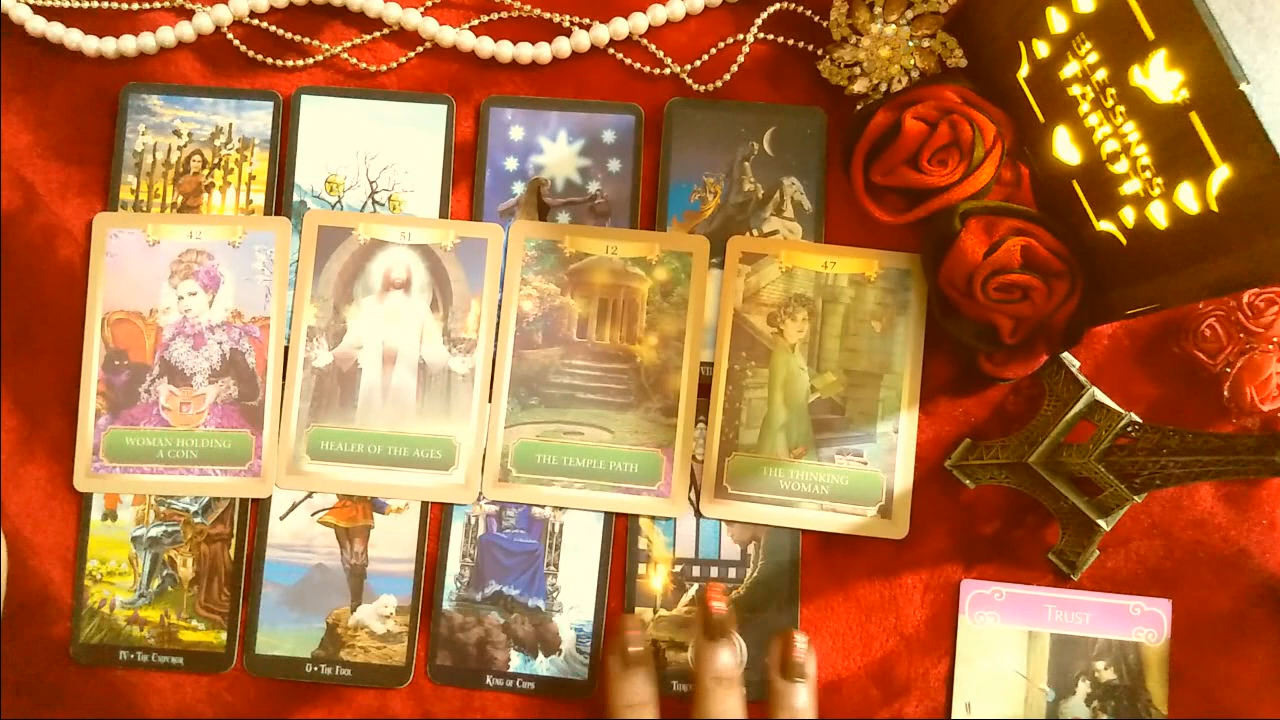 BLESSINGS
TAROT
42
51
12
47
VII
WOMAN HOLDING
A COIN
HEALER OF THE AGES
THE TEMPLE PATH
THE THINKING
WOMAN
IV • THE EMPEROR
0 • THE FOOL
KING OF CUPS
TRUST